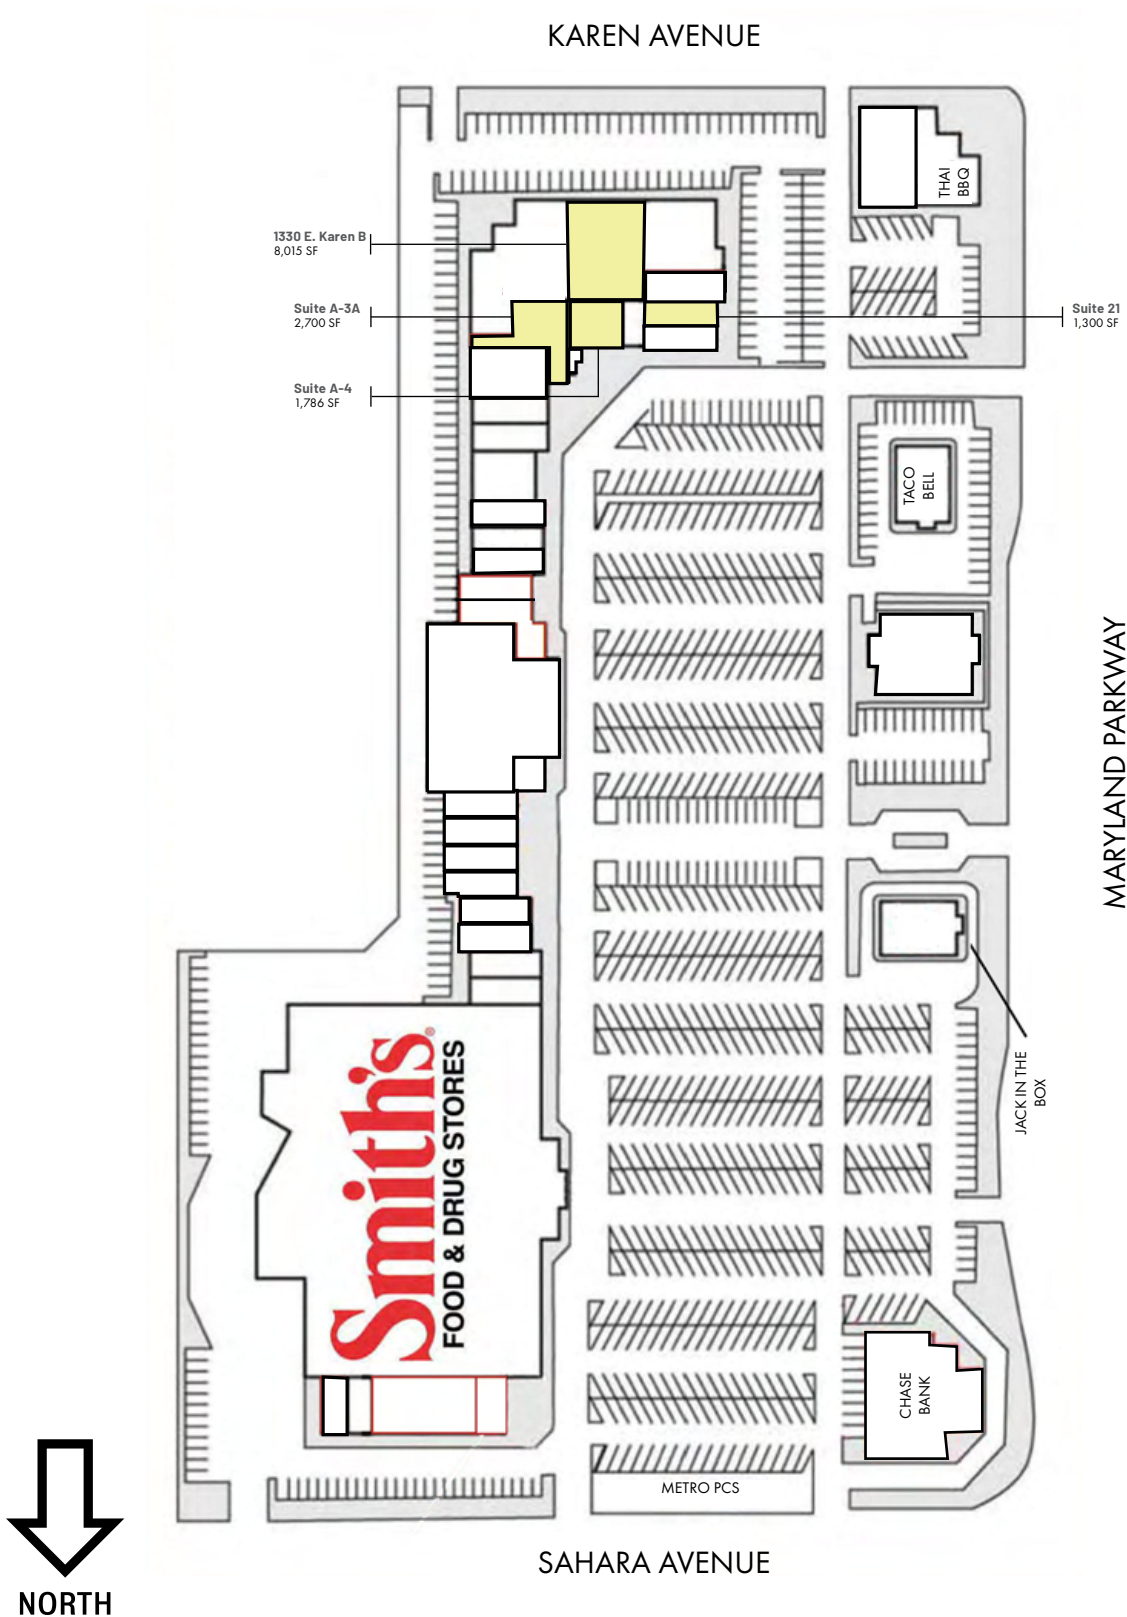 KAREN AVENUE
THAI
BBQ
1330 E. Karen B
8,015 SF
Suite A-3A
2,700 SF
Suite 21
1,300 SF
Suite A-4
1,786 SF
TACO
BELL
MARYLAND PARKWAY
JACK IN THE
BOX
Smith's®
FOOD & DRUG STORES
CHASE
BANK
METRO PCS
SAHARA AVENUE
NORTH